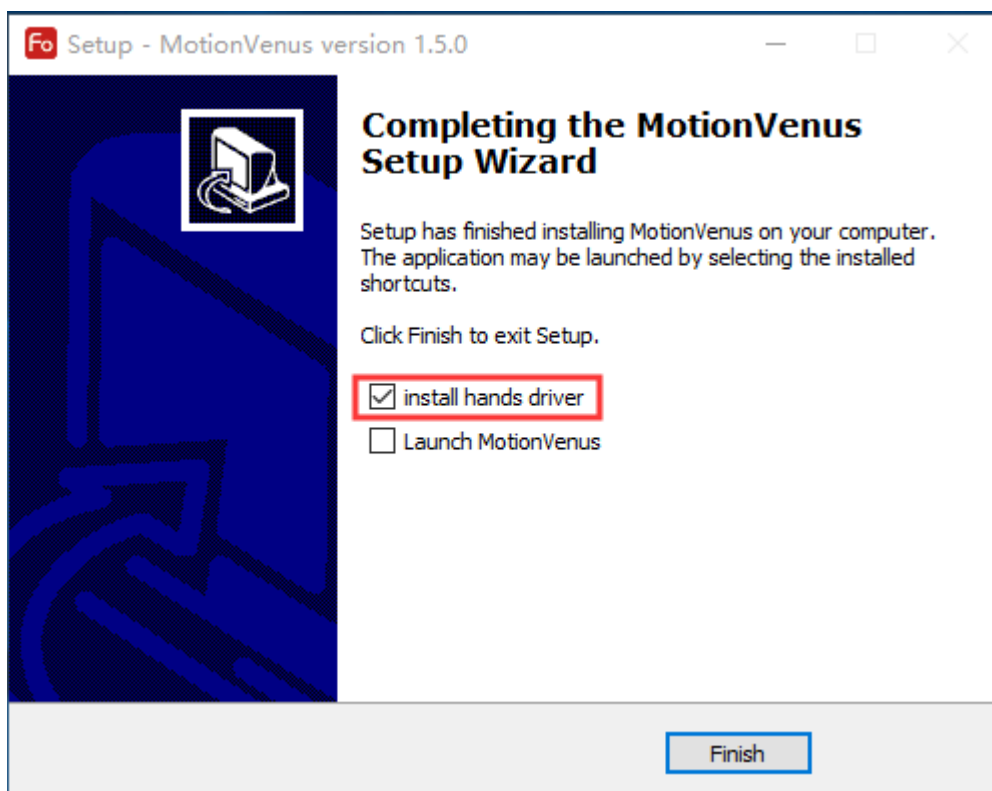 Fo Setup - MotionVenus version 1.5.0
Completing the MotionVenus
Setup Wizard
Setup has finished installing MotionVenus on your computer.
The application may be launched by selecting the installed
shortcuts.
Click Finish to exit Setup.
install hands driver
Launch MotionVenus
Finish